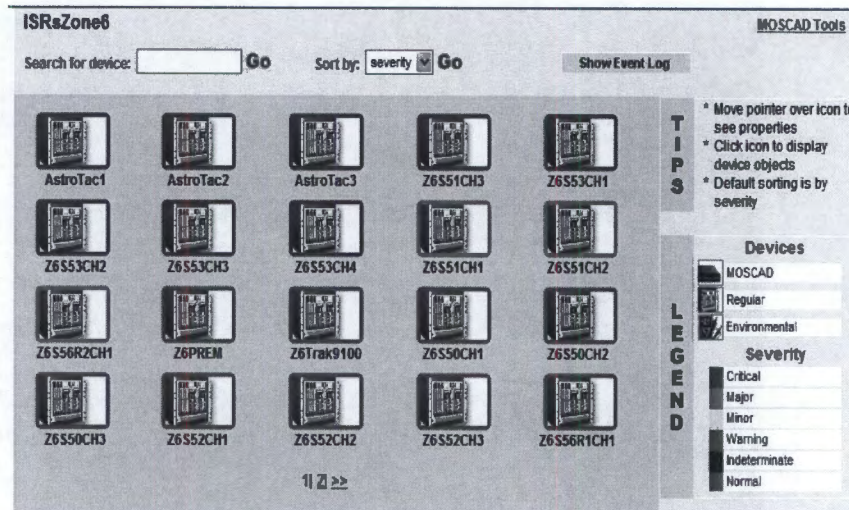 ISRsZone6
MOSCAD Tools
Search for device: Go Sort by: severity Go Show Event Log
AstroTac1 AstroTac2 AstroTac3 Z6S51CH3 Z6S53CH1
Z6S53CH2 Z6S53CH3 Z6S53CH4 Z6S51CH1 Z6S51CH2
Z6S56R2CH1 Z6PREM Z6Trak9100 Z6S50CH1 Z6S50CH2
Z6S50CH3 Z6S52CH1 Z6S52CH2 Z6S52CH3 Z6S56R1CH1
1| 2| >>
TIPS
* Move pointer over icon to
see properties
* Click icon to display
device objects
* Default sorting is by
severity
LEGEND
Devices
MOSCAD
Regular
Environmental
Severity
Critical
Major
Minor
Warning
Indeterminate
Normal